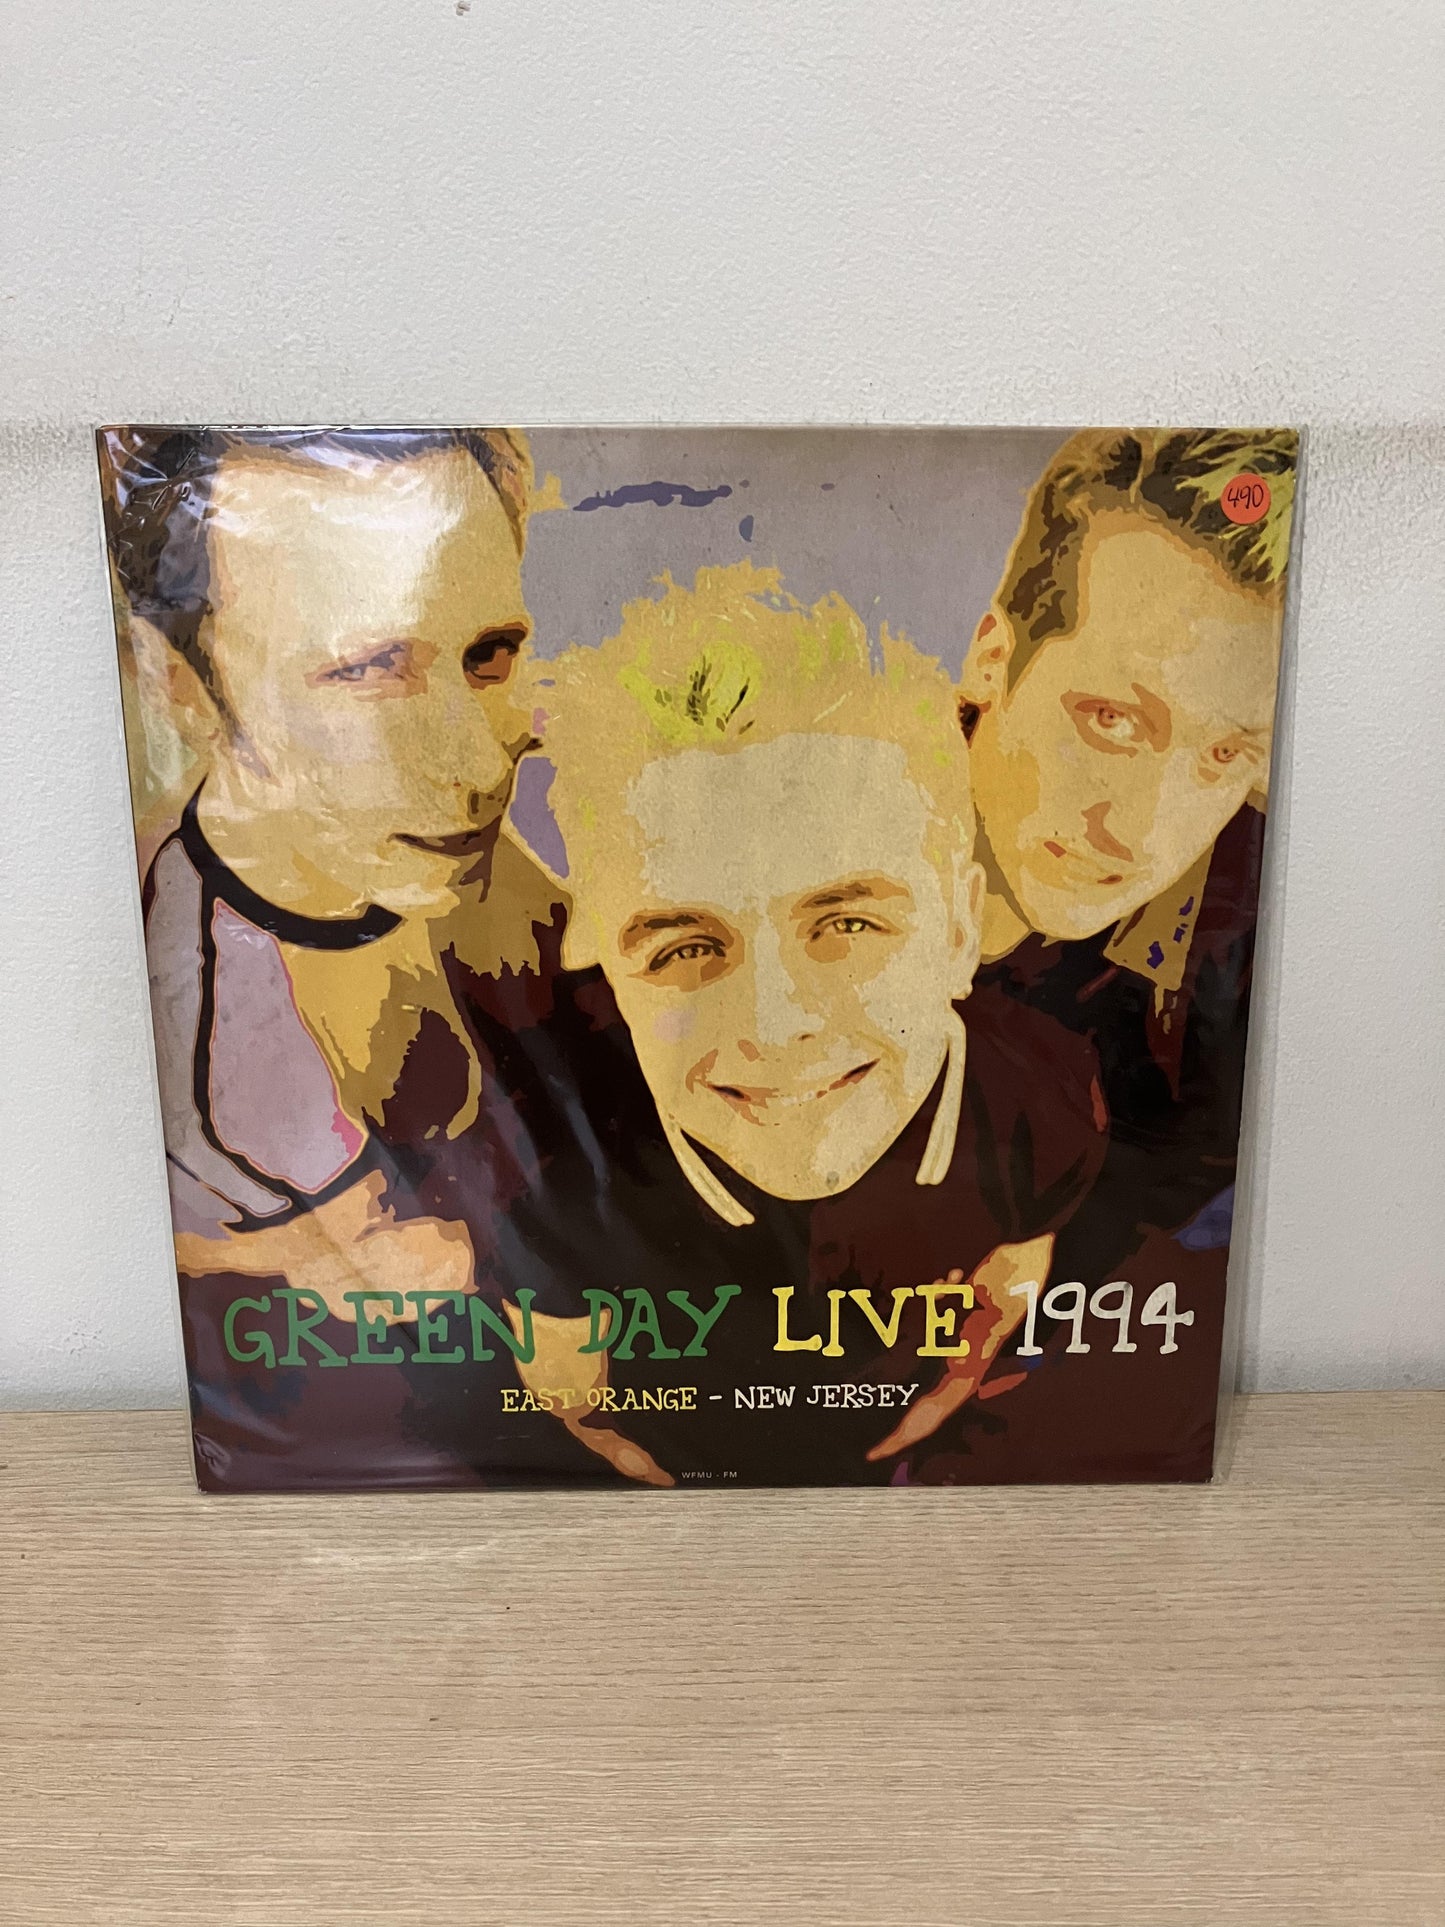 490
GREEN DAY LIVE 1994
EAST ORANGE - NEW JERSEY
WFMU - FM